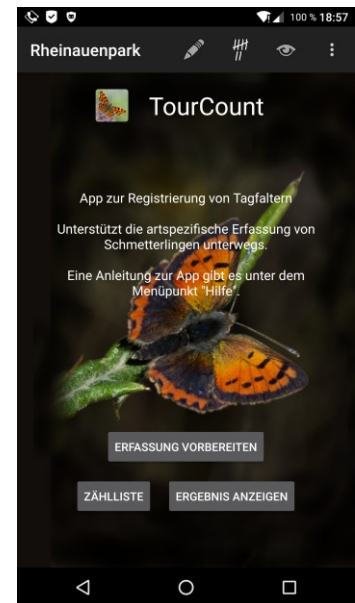 100 % 18:57
Rheinauenpark
TourCount
App zur Registrierung von Tagfaltern
Unterstützt die artspezifische Erfassung von
Schmetterlingen unterwegs.
Eine Anleitung zur App gibt es unter dem
Menüpunkt "Hilfe".
ERFASSUNG VORBEREITEN
ZÄHLLISTE ERGEBNIS ANZEIGEN